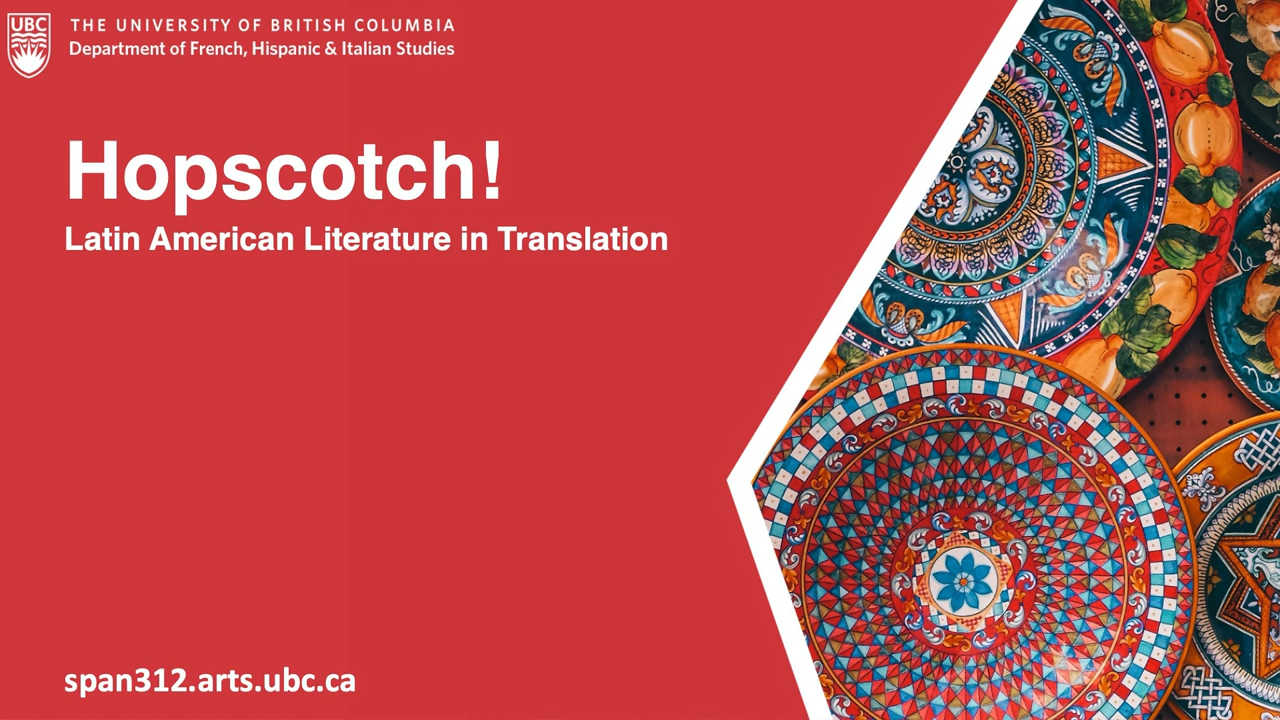 UBC
THE UNIVERSITY OF BRITISH COLUMBIA
Department of French, Hispanic & Italian Studies
Hopscotch!
Latin American Literature in Translation
span312.arts.ubc.ca